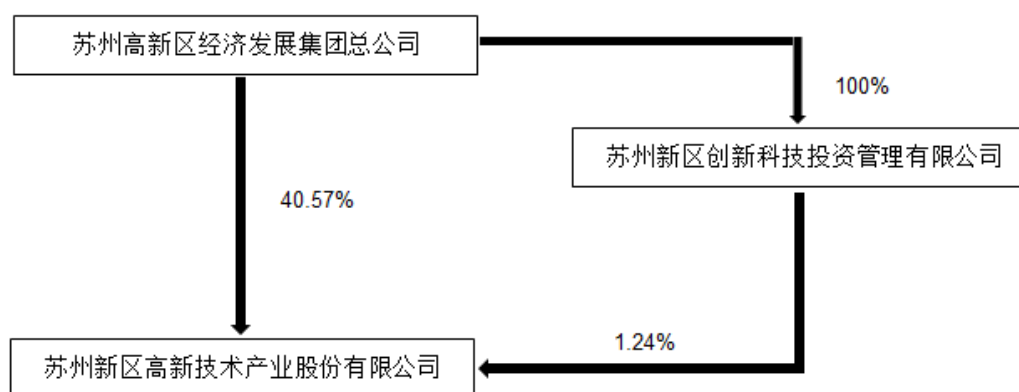 苏州高新区经济发展集团总公司
100%
苏州新区创新科技投资管理有限公司
40.57%
1.24%
苏州新区高新技术产业股份有限公司